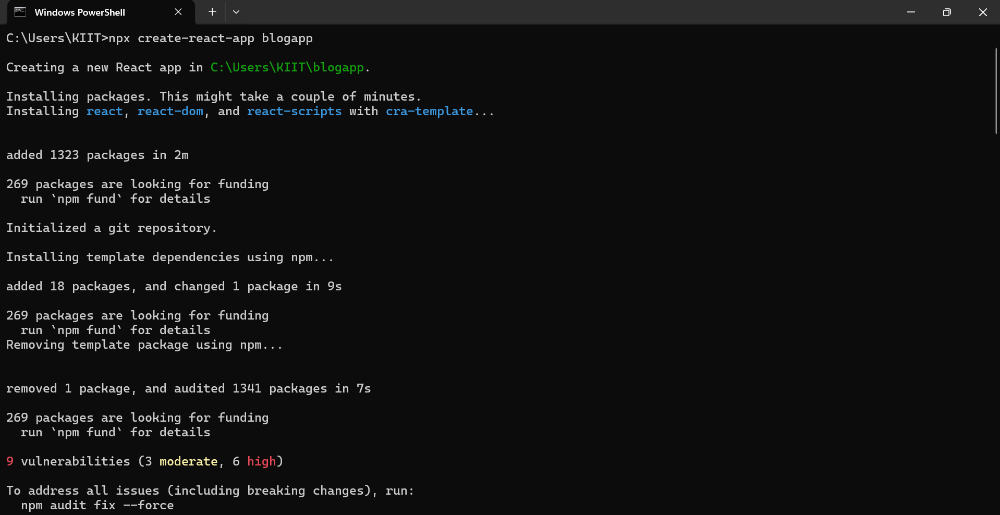 Windows PowerShell
C:\Users\KIIT>npx create-react-app blogapp
Creating a new React app in C:\Users\KIIT\blogapp.
Installing packages. This might take a couple of minutes.
Installing react, react-dom, and react-scripts with cra-template...
added 1323 packages in 2m
269 packages are looking for funding
  run `npm fund` for details
Initialized a git repository.
Installing template dependencies using npm...
added 18 packages, and changed 1 package in 9s
269 packages are looking for funding
  run `npm fund` for details
Removing template package using npm...
removed 1 package, and audited 1341 packages in 7s
269 packages are looking for funding
  run `npm fund` for details
9 vulnerabilities (3 moderate, 6 high)
To address all issues (including breaking changes), run:
  npm audit fix --force